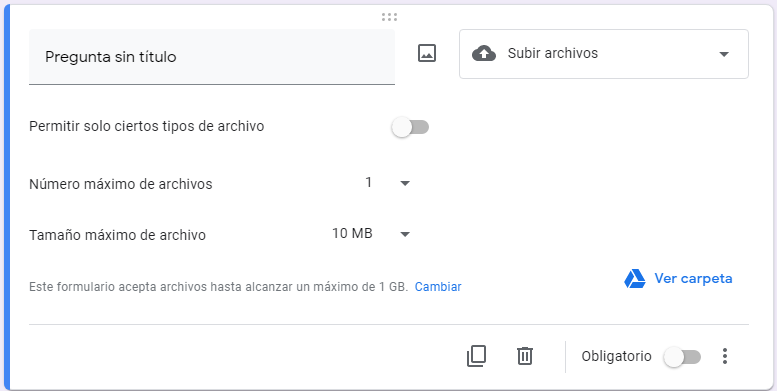 Pregunta sin título
Subir archivos
Permitir solo ciertos tipos de archivo
Número máximo de archivos 1
Tamaño máximo de archivo 10 MB
Este formulario acepta archivos hasta alcanzar un máximo de 1 GB. Cambiar
Ver carpeta
Obligatorio